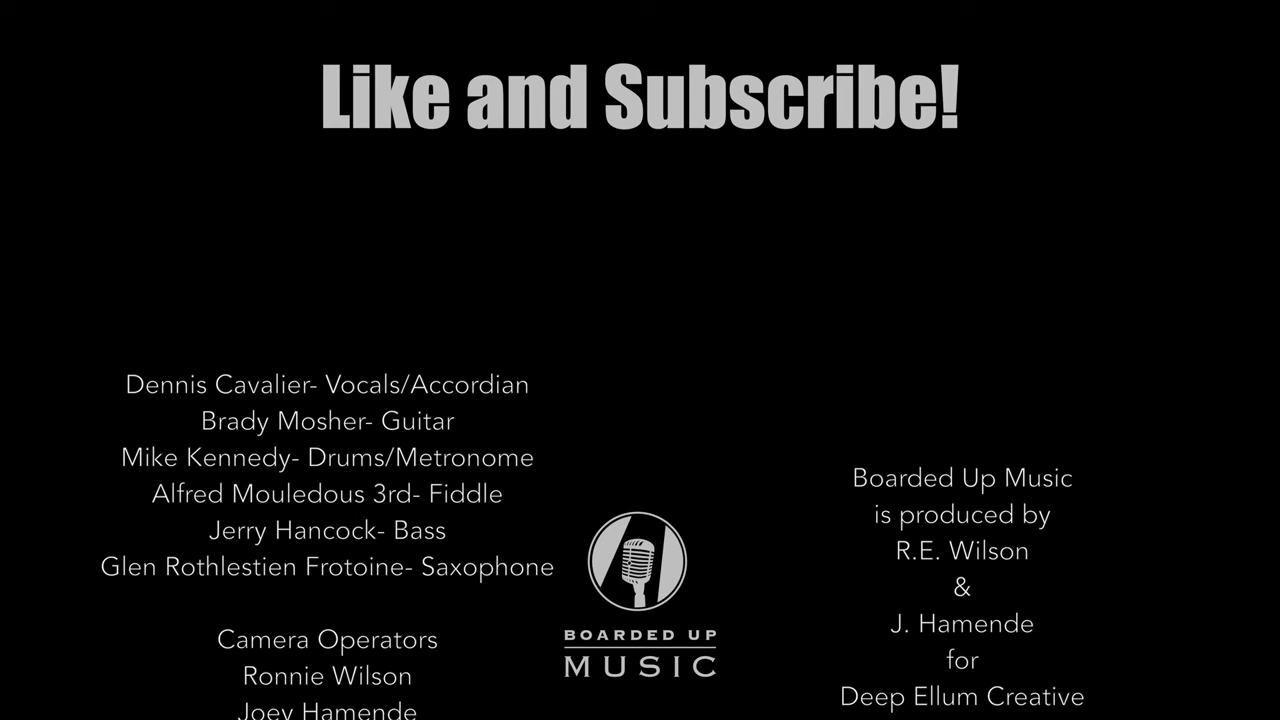 Like and Subscribe!
Dennis Cavalier- Vocals/Accordian
Brady Mosher- Guitar
Mike Kennedy- Drums/Metronome
Alfred Mouledous 3rd- Fiddle
Jerry Hancock- Bass
Glen Rothlestien Frotoine- Saxophone
Camera Operators
Ronnie Wilson
Joey Hamende
BOARDED UP
MUSIC
Boarded Up Music
is produced by
R.E. Wilson
&
J. Hamende
for
Deep Ellum Creative